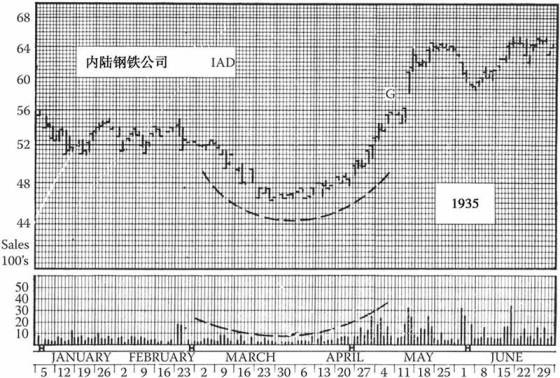 68
64
60
内陆钢铁公司 IAD
56
G
52
48
1935
44
Sales
100's
50
40
30
20
10
H H H H
JANUARY FEBRUARY MARCH APRIL MAY JUNE
5 12 19 26 2 9 16 23 2 9 16 23 30 6 13 20 27 4 11 18 25 1 8 15 22 29